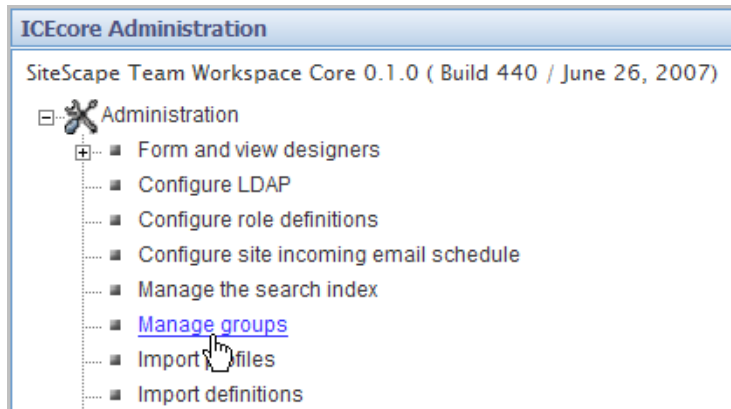 ICEcore Administration
SiteScape Team Workspace Core 0.1.0 ( Build 440 / June 26, 2007)
Administration
Form and view designers
Configure LDAP
Configure role definitions
Configure site incoming email schedule
Manage the search index
Manage groups
Import profiles
Import definitions